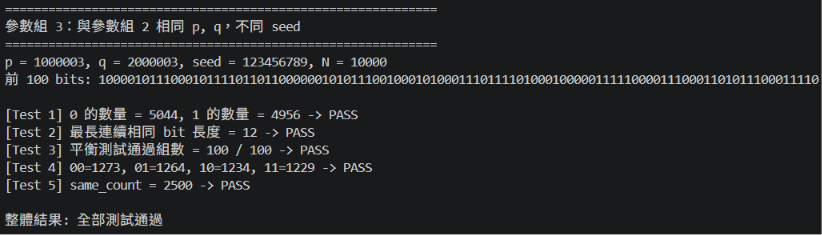 ============================================================
參數組 3：與參數組 2 相同 p, q，不同 seed
============================================================
p = 1000003, q = 2000003, seed = 123456789, N = 10000
前 100 bits: 1000010111000101111011011000000101011100100010100011101111010001000001111100001110001101011100011110
[Test 1] 0 的數量 = 5044, 1 的數量 = 4956 -> PASS
[Test 2] 最長連續相同 bit 長度 = 12 -> PASS
[Test 3] 平衡測試通過組數 = 100 / 100 -> PASS
[Test 4] 00=1273, 01=1264, 10=1234, 11=1229 -> PASS
[Test 5] same_count = 2500 -> PASS
整體結果: 全部測試通過